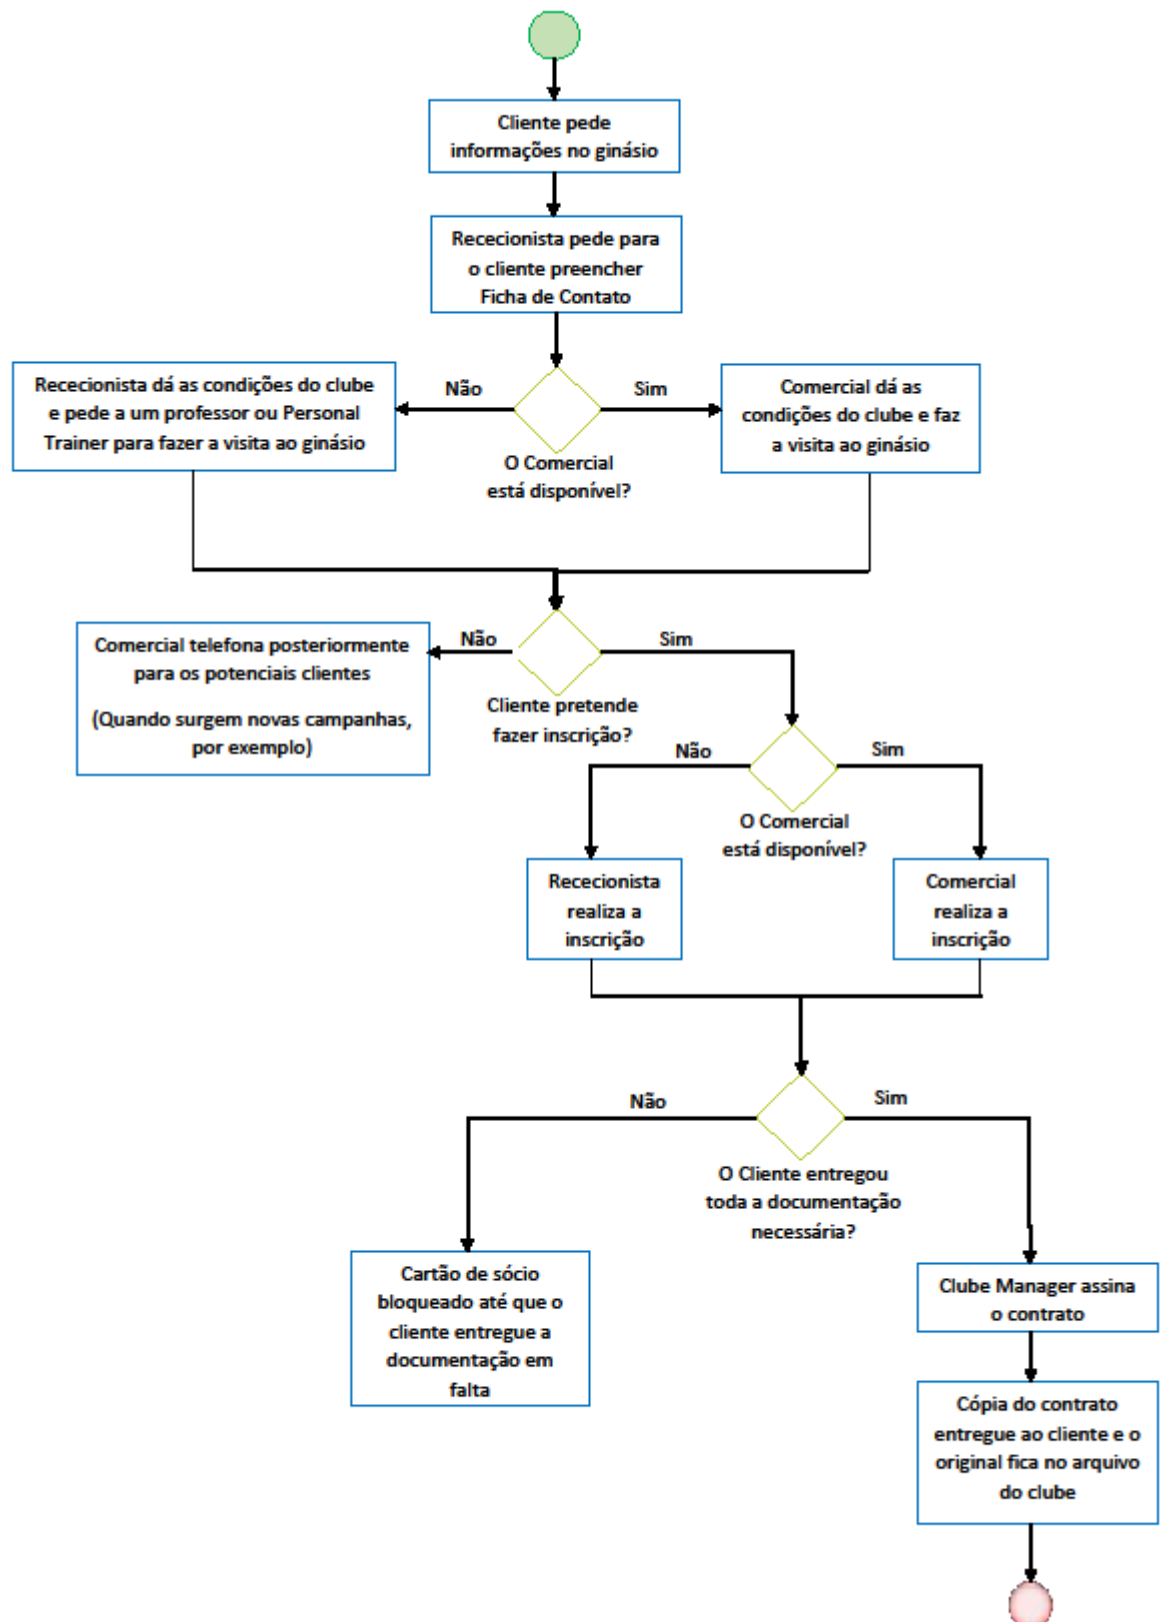 Cliente pede
informações no ginásio
Rececionista pede para
o cliente preencher
Ficha de Contato
Rececionista dá as condições do clube
e pede a um professor ou Personal
Trainer para fazer a visita ao ginásio
Não
Sim
Comercial dá as
condições do clube e faz
a visita ao ginásio
O Comercial
está disponível?
Comercial telefona posteriormente
para os potenciais clientes
(Quando surgem novas campanhas,
por exemplo)
Não
Sim
Cliente pretende
fazer inscrição?
Não
Sim
O Comercial
está disponível?
Rececionista
realiza a
inscrição
Comercial
realiza a
inscrição
Não
Sim
O Cliente entregou
toda a documentação
necessária?
Cartão de sócio
bloqueado até que o
cliente entregue a
documentação em
falta
Clube Manager assina
o contrato
Cópia do contrato
entregue ao cliente e o
original fica no arquivo
do clube